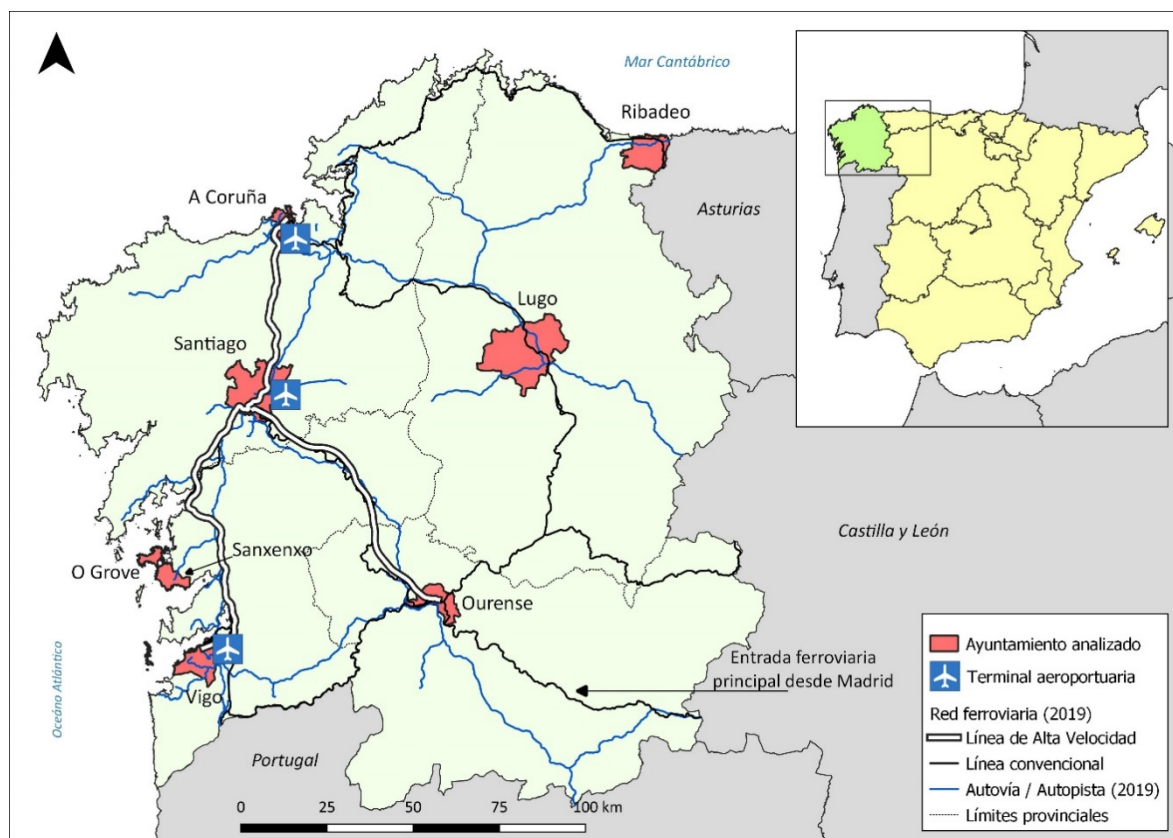 Mar Cantábrico
Ribadeo
A Coruña
Asturias
Lugo
Santiago
Castilla y León
Sanxenxo
O Grove
Ourense
Entrada ferroviaria
principal desde Madrid
Vigo
Oceáno Atlántico
Portugal
0 25 50 75 100 km
Ayuntamiento analizado
Terminal aeroportuaria
Red ferroviaria (2019)
Línea de Alta Velocidad
Línea convencional
Autovía / Autopista (2019)
Límites provinciales